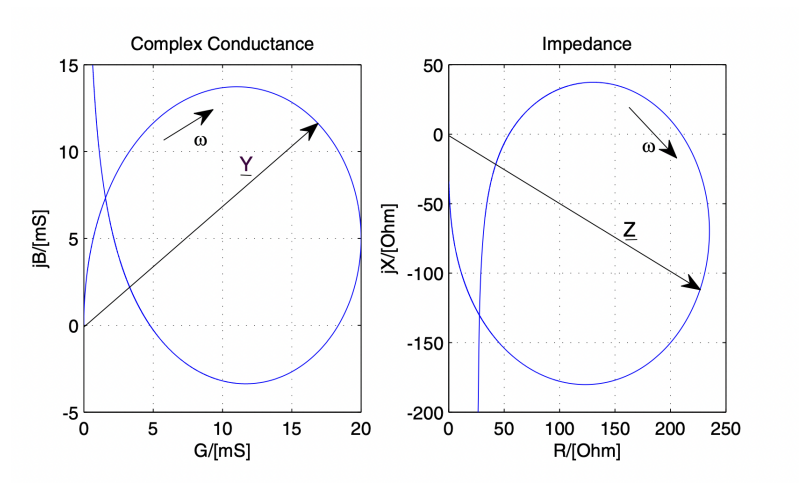 Complex Conductance
15
10
5
0
-5
0
5
10
15
20
jB/[mS]
G/[mS]
ω
Y
Impedance
50
0
-50
-100
-150
-200
0
50
100
150
200
250
jX/[Ohm]
R/[Ohm]
ω
Z